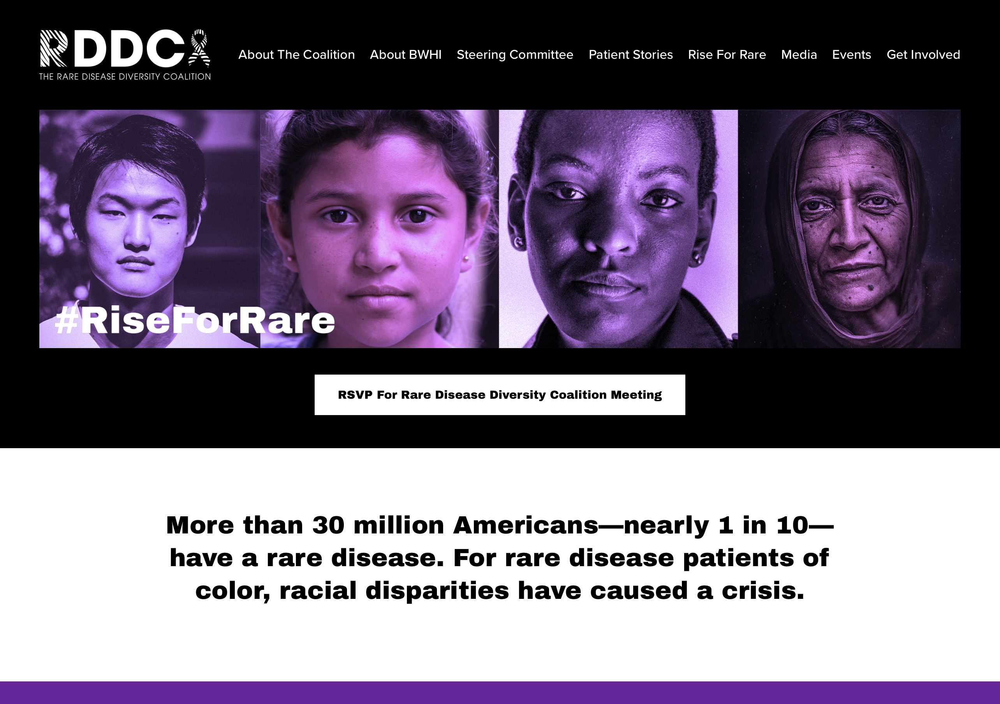 RDDC
THE RARE DISEASE DIVERSITY COALITION
About The Coalition About BWHI Steering Committee Patient Stories Rise For Rare Media Events Get Involved
#RiseForRare
RSVP For Rare Disease Diversity Coalition Meeting
More than 30 million Americans—nearly 1 in 10—
have a rare disease. For rare disease patients of
color, racial disparities have caused a crisis.